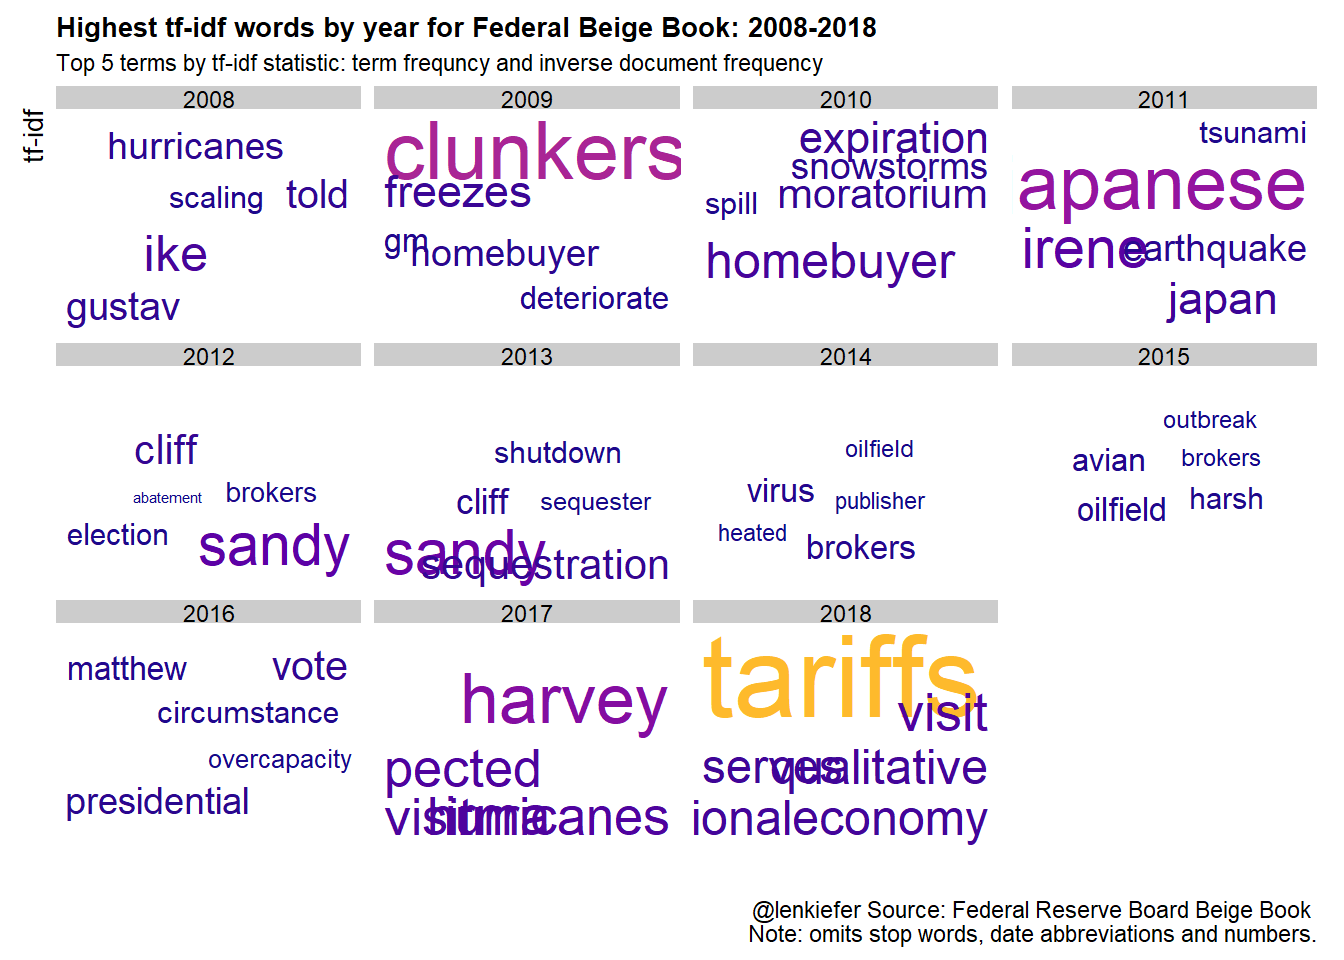 Highest tf-idf words by year for Federal Beige Book: 2008-2018
Top 5 terms by tf-idf statistic: term frequncy and inverse document frequency
tf-idf
2008
hurricanes
scaling told
ike
gustav
2009
clunkers
freezes
gm
homebuyer
deteriorate
2010
expiration
snowstorms
spill moratorium
homebuyer
2011
tsunami
apanese
irene earthquake
japan
2012
cliff
abatement brokers
election sandy
2013
shutdown
cliff sequester
sandy
sequestration
2014
oilfield
virus publisher
heated brokers
2015
outbreak
avian brokers
oilfield harsh
2016
matthew vote
circumstance
overcapacity
presidential
2017
harvey
pected
visit irma hurricanes
2018
tariffs
visit
serves qualitative
ionaleconomy
@lenkiefer Source: Federal Reserve Board Beige Book
Note: omits stop words, date abbreviations and numbers.